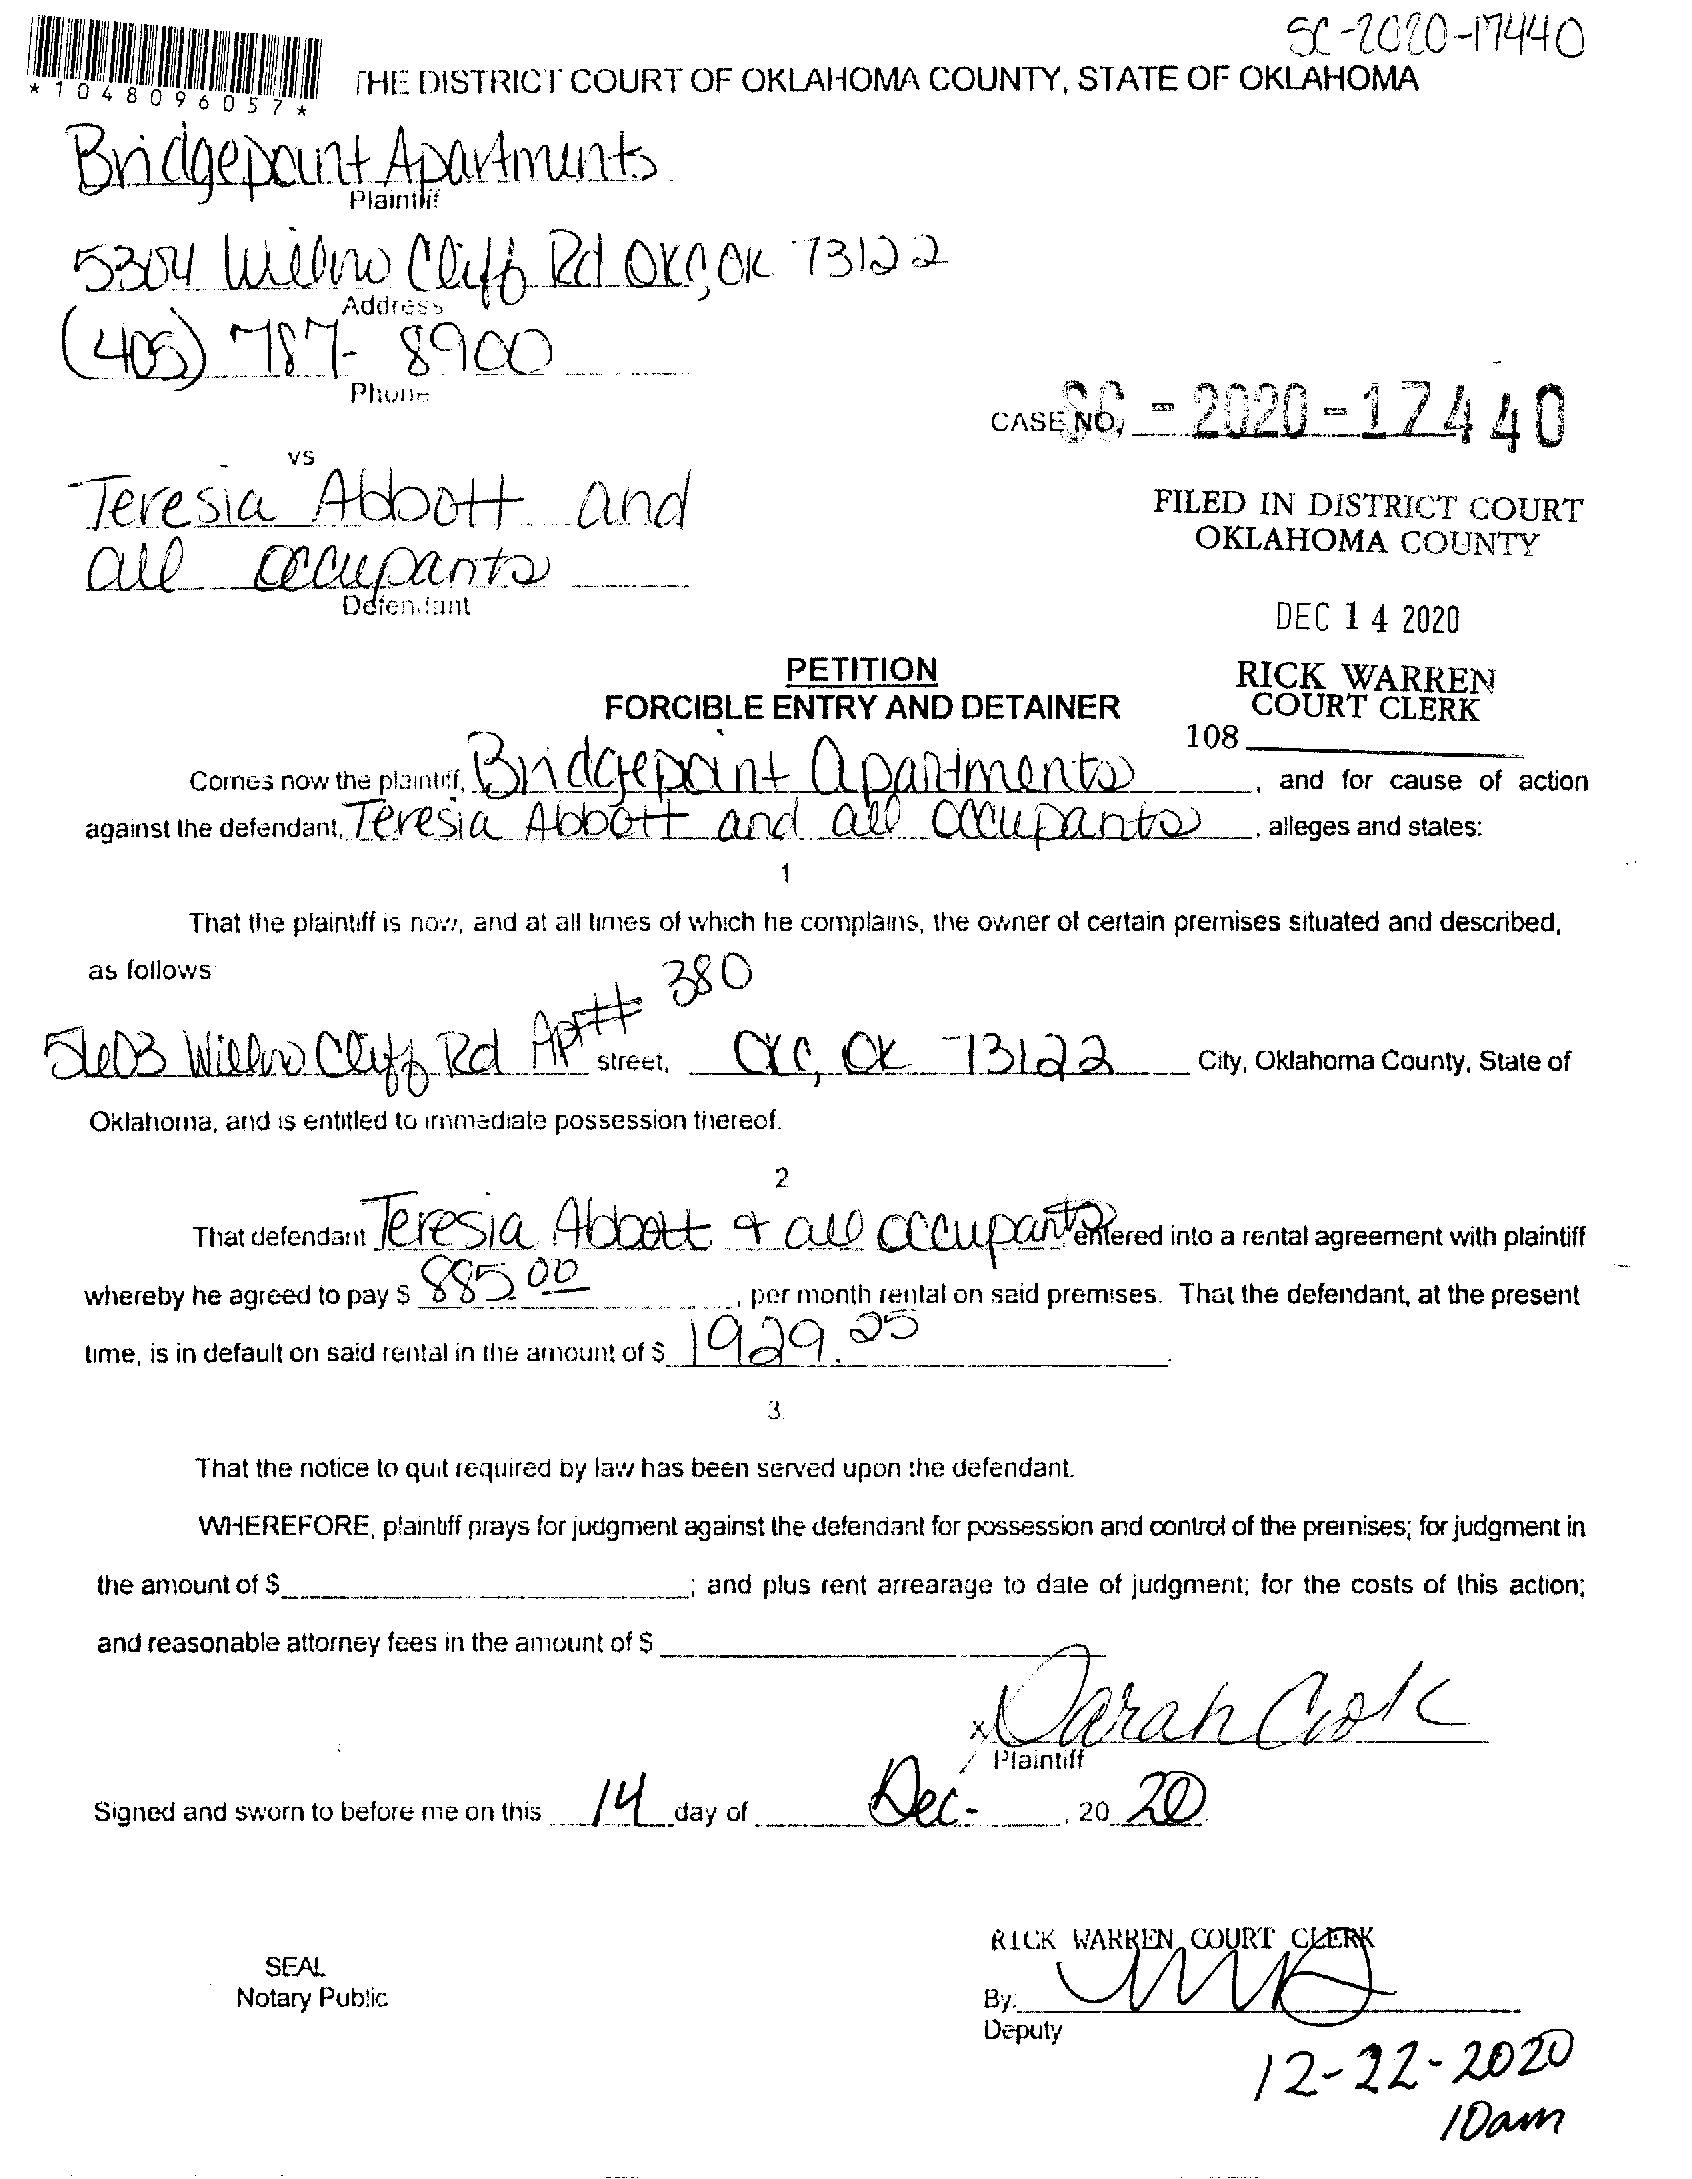 SC-2020-17440
*1048096057*
THE DISTRICT COURT OF OKLAHOMA COUNTY, STATE OF OKLAHOMA
Bridgepoint Apartments
Plaintiff
5304 Willow Cliff Rd OKC, OK 73122
Address
(405) 787-8900
Phone
CASE NO, SC-2020-17440
vs
Teresia Abbott and
all occupants
Defendant
FILED IN DISTRICT COURT
OKLAHOMA COUNTY
DEC 14 2020
PETITION
FORCIBLE ENTRY AND DETAINER
RICK WARREN
COURT CLERK
108
Comes now the plaintiff, Bridgepoint Apartments, and for cause of action
against the defendant, Teresia Abbott and all occupants, alleges and states:
1
That the plaintiff is now, and at all times of which he complains, the owner of certain premises situated and described,
as follows
5603 Willow Cliff Rd Apt# 380 street, OKC, OK 73122 City, Oklahoma County, State of
Oklahoma, and is entitled to immediate possession thereof.
2
That defendant Teresia Abbott & all occupants entered into a rental agreement with plaintiff
whereby he agreed to pay $ 885.00, per month rental on said premises. That the defendant, at the present
time, is in default on said rental in the amount of $ 1929.25.
3.
That the notice to quit required by law has been served upon the defendant.
WHEREFORE, plaintiff prays for judgment against the defendant for possession and control of the premises; for judgment in
the amount of $ ; and plus rent arrearage to date of judgment; for the costs of this action;
and reasonable attorney fees in the amount of $
x Sarah Cook
Plaintiff
Signed and sworn to before me on this 14 day of Dec-, 20 20.
RICK WARREN COURT CLERK
SEAL
Notary Public
By:
Deputy
12-22-2020
10am